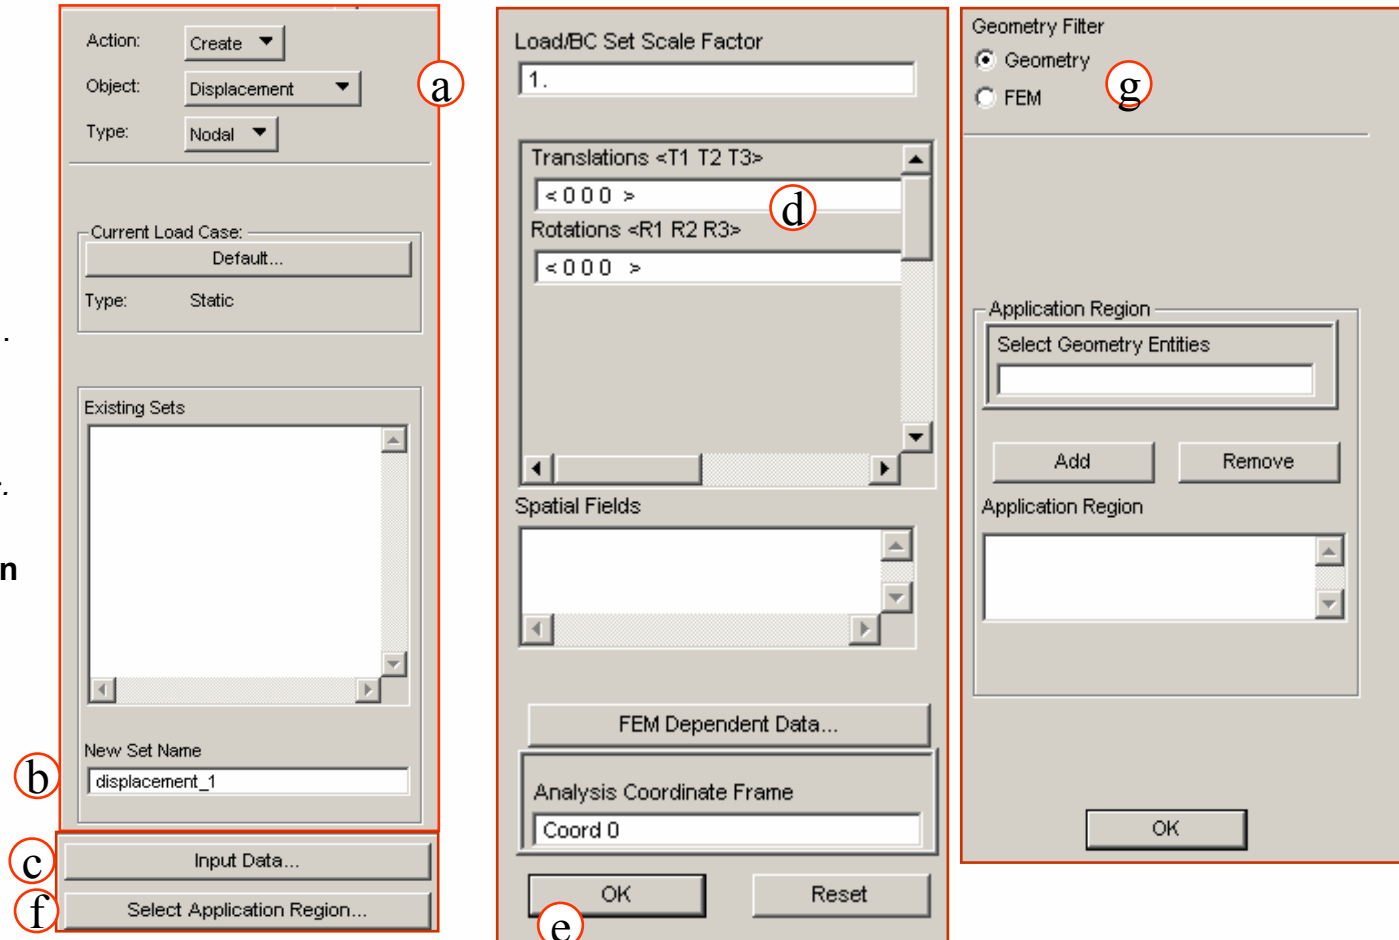 Action: Create
a
Object: Displacement
Type: Nodal
Current Load Case:
Default...
Type: Static
.
Existing Sets
.
n
New Set Name
b
displacement_1
c
Input Data...
f
Select Application Region...
Load/BC Set Scale Factor
1.
Translations <T1 T2 T3>
< 0 0 0 >
d
Rotations <R1 R2 R3>
< 0 0 0 >
Spatial Fields
FEM Dependent Data...
Analysis Coordinate Frame
Coord 0
OK Reset
e
Geometry Filter
Geometry
g
FEM
Application Region
Select Geometry Entities
Add Remove
Application Region
OK